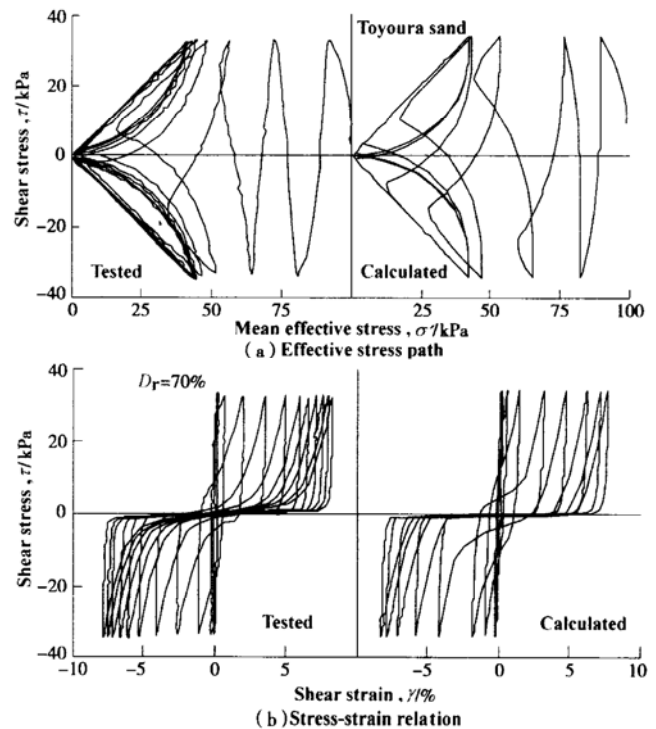 40
20
0
-20
-40
Shear stress , τ/kPa
Toyoura sand
Tested
Calculated
0 25 50 75 25 50 75 100
Mean effective stress , σ'/kPa
( a ) Effective stress path
40
20
0
-20
-40
Shear stress , τ/kPa
Dr=70%
Tested
Calculated
-10 -5 0 5 -5 0 5 10
Shear strain , γ/%
( b ) Stress-strain relation